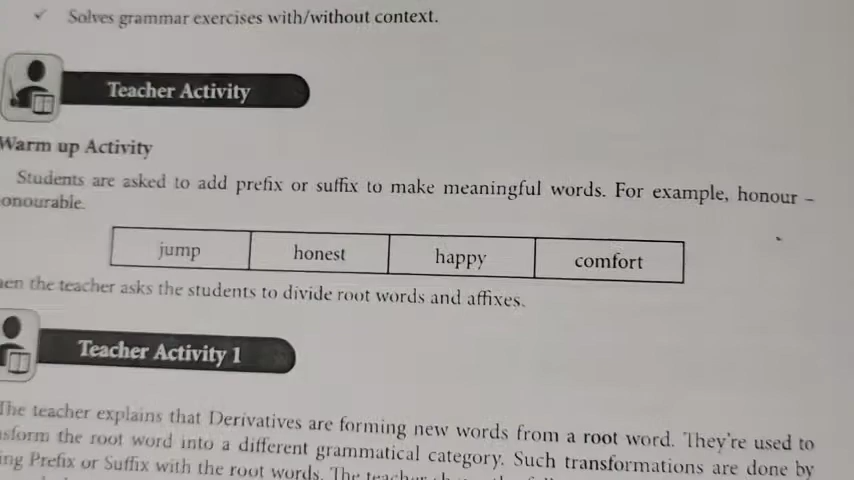 ✓ Solves grammar exercises with/without context.
Teacher Activity
Warm up Activity
Students are asked to add prefix or suffix to make meaningful words. For example, honour –
onourable.
jump honest happy comfort
the teacher asks the students to divide root words and affixes.
Teacher Activity 1
The teacher explains that Derivatives are forming new words from a root word. They're used to
the root word into a different grammatical category. Such transformations are done by
Prefix or Suffix with the root words. The teacher